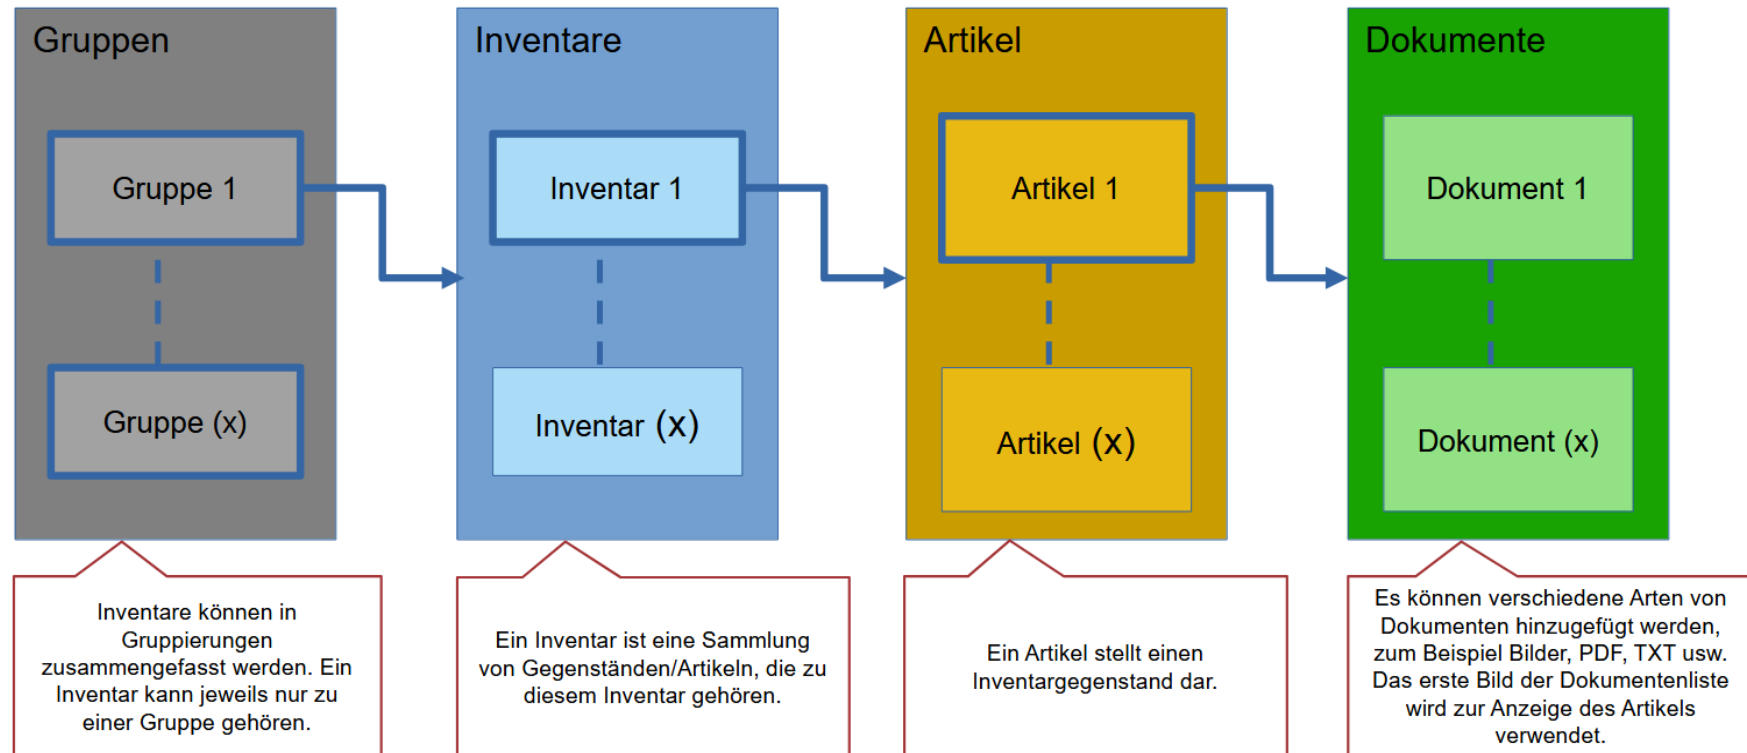 Gruppen
Gruppe 1
Gruppe (x)
Inventare können in
Gruppierungen
zusammengefasst werden. Ein
Inventar kann jeweils nur zu
einer Gruppe gehören.
Inventare
Inventar 1
Inventar (x)
Ein Inventar ist eine Sammlung
von Gegenständen/Artikeln, die zu
diesem Inventar gehören.
Artikel
Artikel 1
Artikel (x)
Ein Artikel stellt einen
Inventargegenstand dar.
Dokumente
Dokument 1
Dokument (x)
Es können verschiedene Arten von
Dokumenten hinzugefügt werden,
zum Beispiel Bilder, PDF, TXT usw.
Das erste Bild der Dokumentenliste
wird zur Anzeige des Artikels
verwendet.